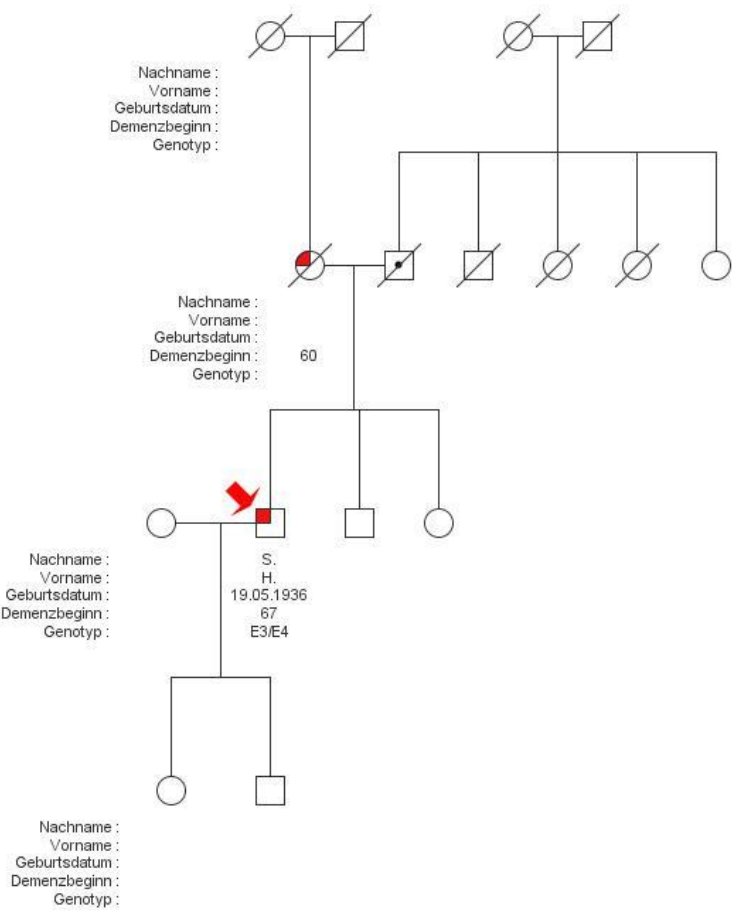 Nachname :
Vorname :
Geburtsdatum :
Demenzbeginn :
Genotyp :
Nachname :
Vorname :
Geburtsdatum :
Demenzbeginn : 60
Genotyp :
Nachname : S.
Vorname : H.
Geburtsdatum : 19.05.1936
Demenzbeginn : 67
Genotyp : E3/E4
Nachname :
Vorname :
Geburtsdatum :
Demenzbeginn :
Genotyp :